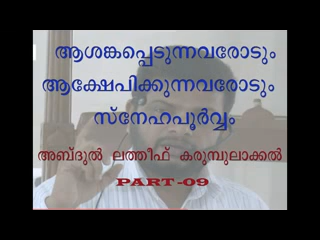 ആശങ്കപ്പെടുന്നവരോടും
ആക്ഷേപിക്കുന്നവരോടും
സ്നേഹപൂർവ്വം
അബ്ദുൽ ലത്തീഫ് കരുമ്പുലാക്കൽ
PART -09